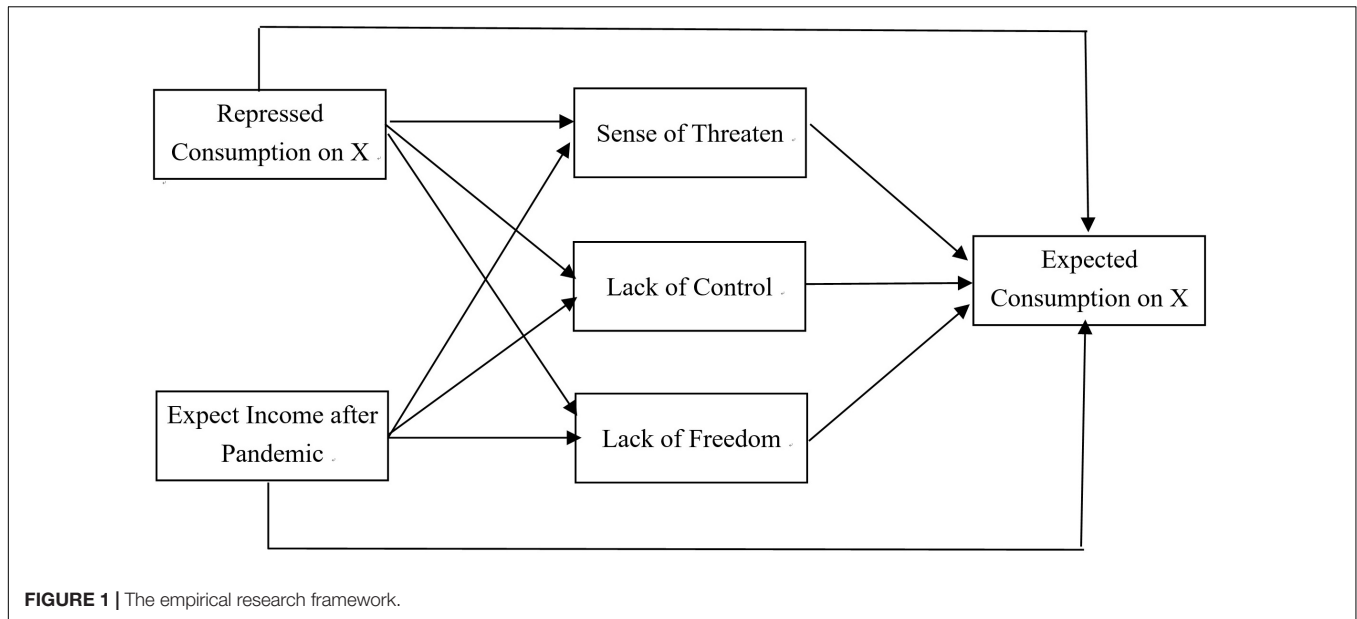 Repressed
Consumption on X
Sense of Threaten
Lack of Control
Expected
Consumption on X
Expect Income after
Pandemic
Lack of Freedom
FIGURE 1 | The empirical research framework.